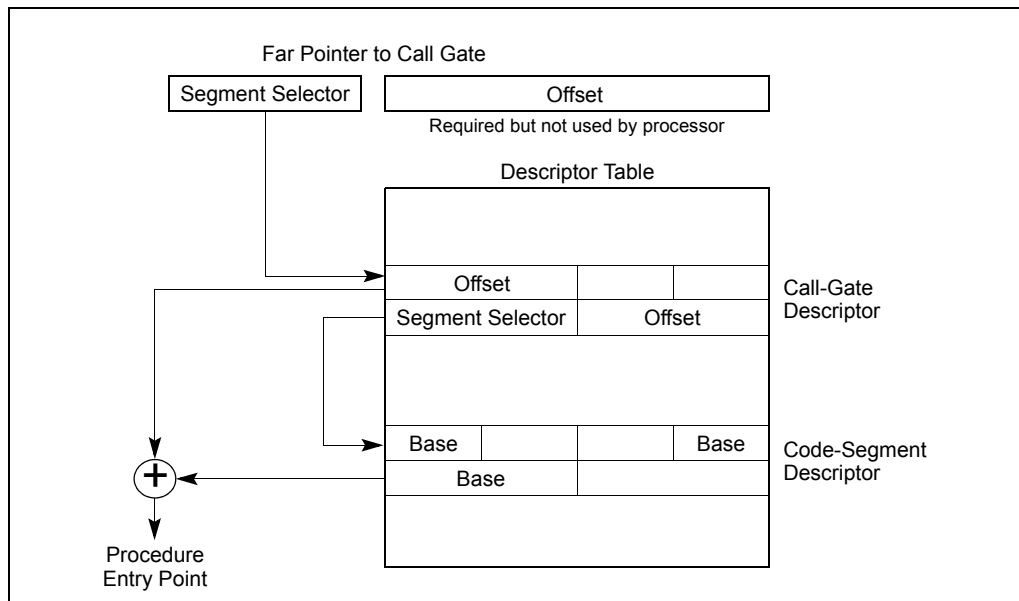 Far Pointer to Call Gate
Segment Selector
Offset
Required but not used by processor
Descriptor Table
Offset
Call-Gate
Descriptor
Segment Selector
Offset
Base
Base
Code-Segment
Descriptor
Base
+
Procedure
Entry Point